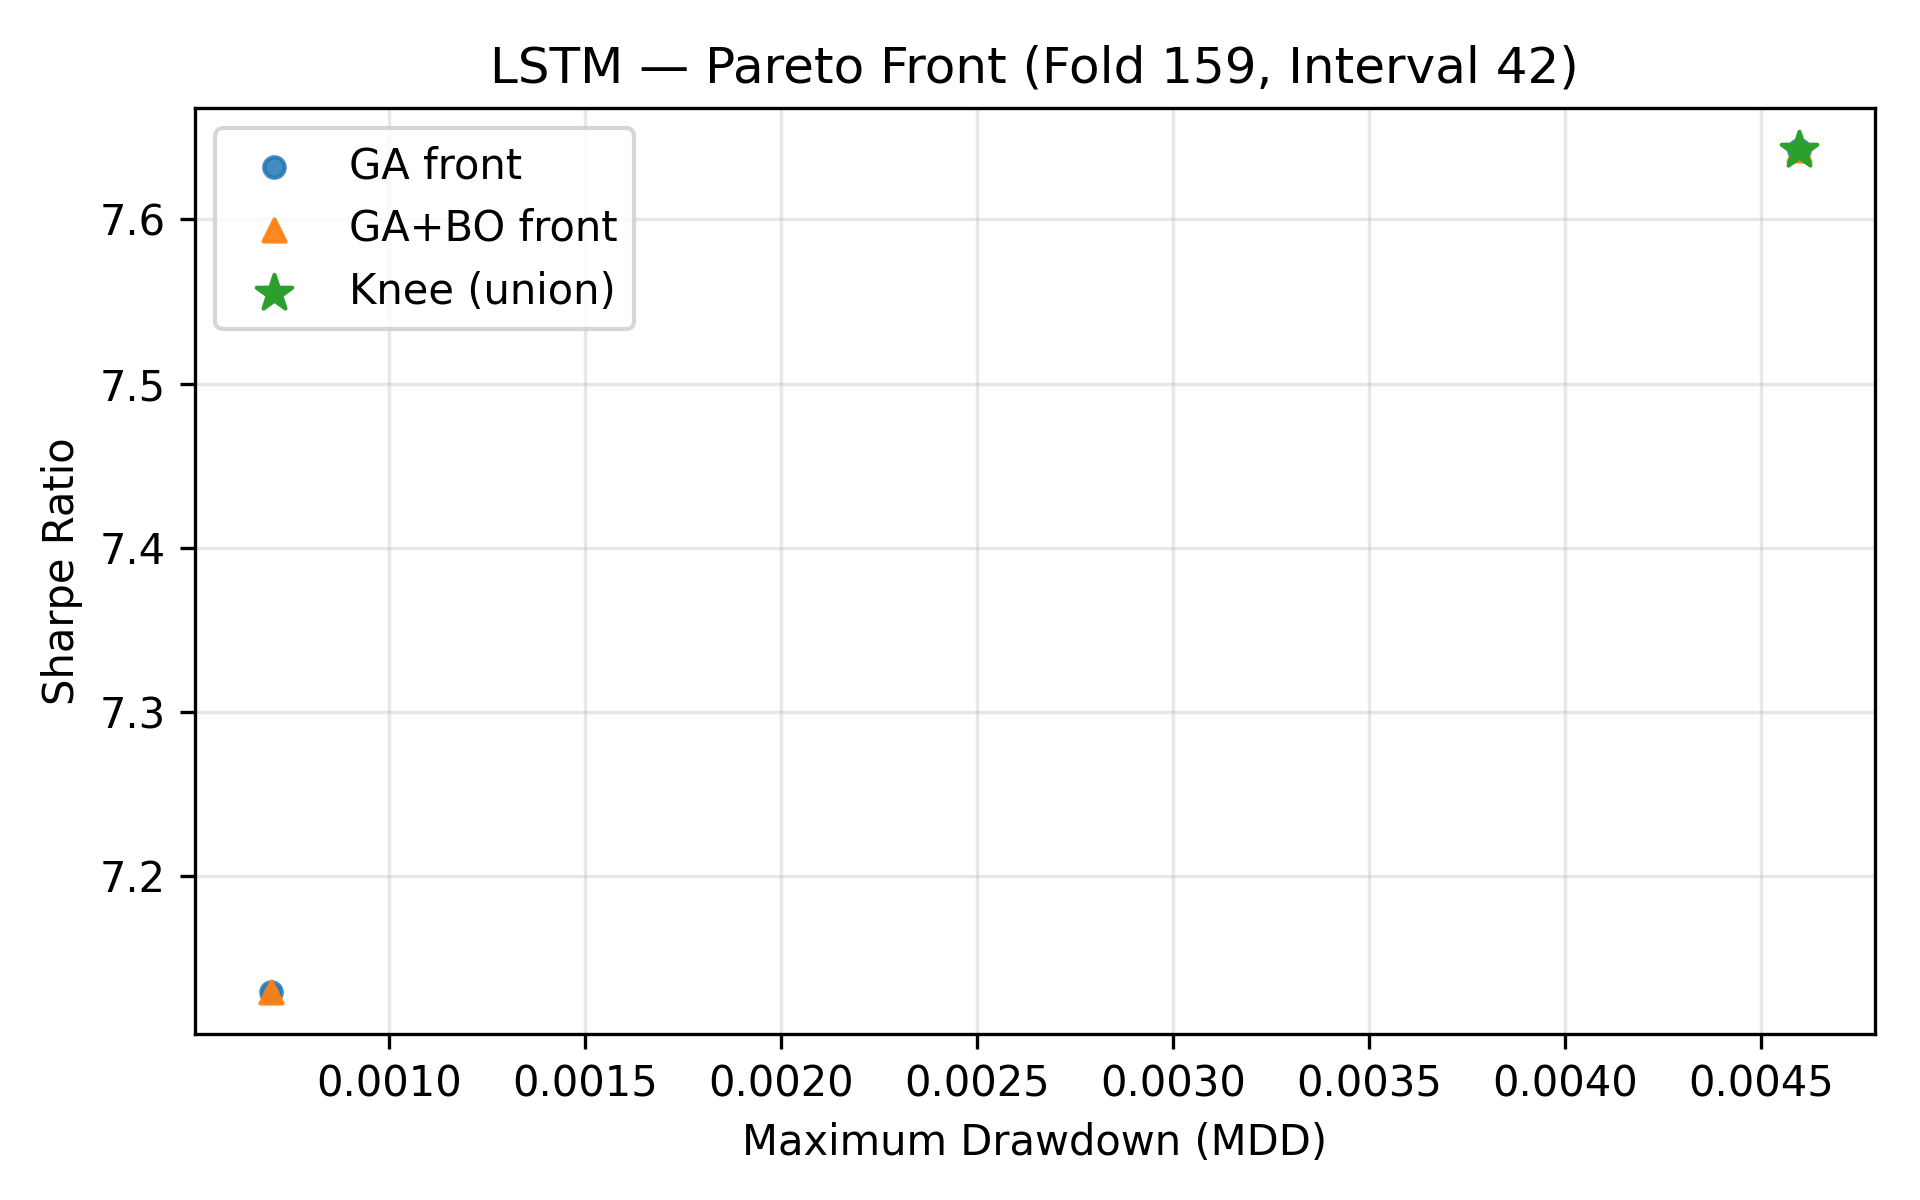 LSTM — Pareto Front (Fold 159, Interval 42)
GA front
GA+BO front
Knee (union)
7.6
7.5
7.4
7.3
7.2
Sharpe Ratio
0.0010 0.0015 0.0020 0.0025 0.0030 0.0035 0.0040 0.0045
Maximum Drawdown (MDD)